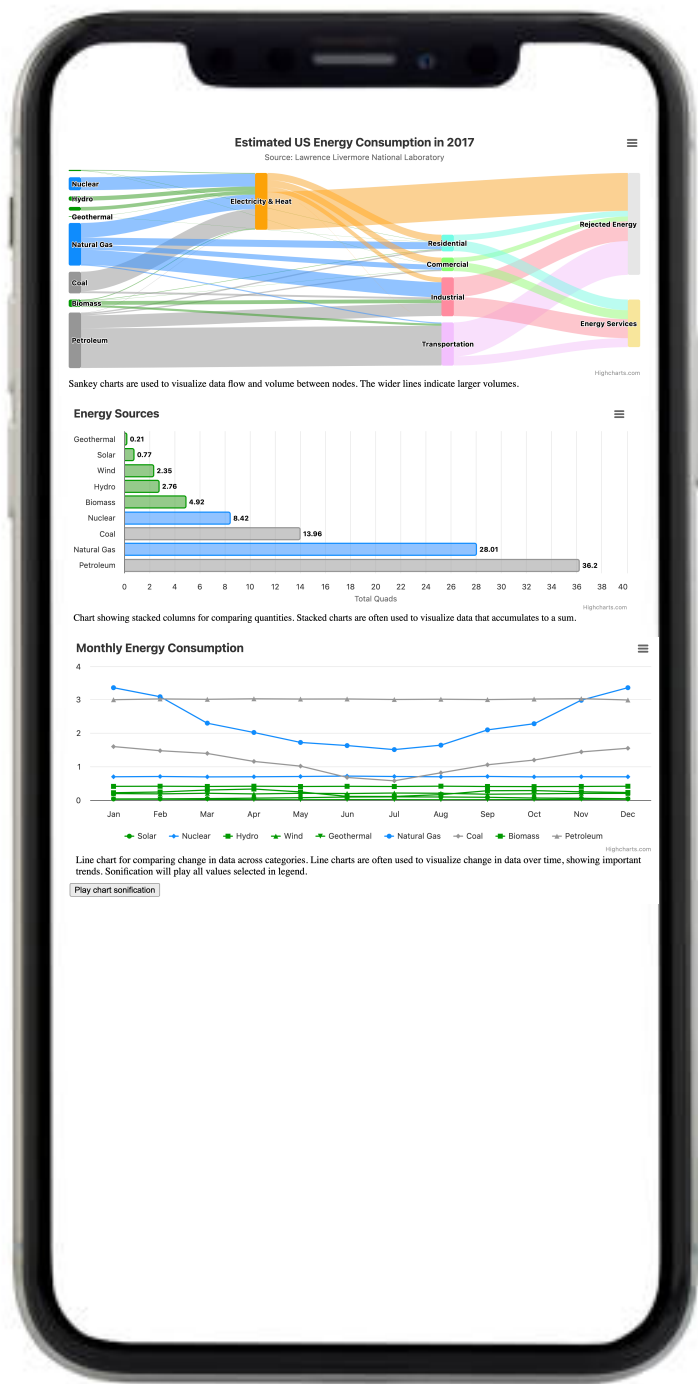 Estimated US Energy Consumption in 2017
Source: Lawrence Livermore National Laboratory
Nuclear
Hydro
Geothermal
Natural Gas
Coal
Biomass
Petroleum
Electricity & Heat
Residential
Commercial
Industrial
Transportation
Rejected Energy
Energy Services
Highcharts.com
Sankey charts are used to visualize data flow and volume between nodes. The wider lines indicate larger volumes.
Energy Sources
Geothermal 0.21
Solar 0.77
Wind 2.35
Hydro 2.76
Biomass 4.92
Nuclear 8.42
Coal 13.96
Natural Gas 28.01
Petroleum 36.2
0 2 4 6 8 10 12 14 16 18 20 22 24 26 28 30 32 34 36 38 40
Total Quads
Highcharts.com
Chart showing stacked columns for comparing quantities. Stacked charts are often used to visualize data that accumulates to a sum.
Monthly Energy Consumption
4
3
2
1
0
Jan Feb Mar Apr May Jun Jul Aug Sep Oct Nov Dec
Solar Nuclear Hydro Wind Geothermal Natural Gas Coal Biomass Petroleum
Highcharts.com
Line chart for comparing change in data across categories. Line charts are often used to visualize change in data over time, showing important
trends. Sonification will play all values selected in legend.
Play chart sonification